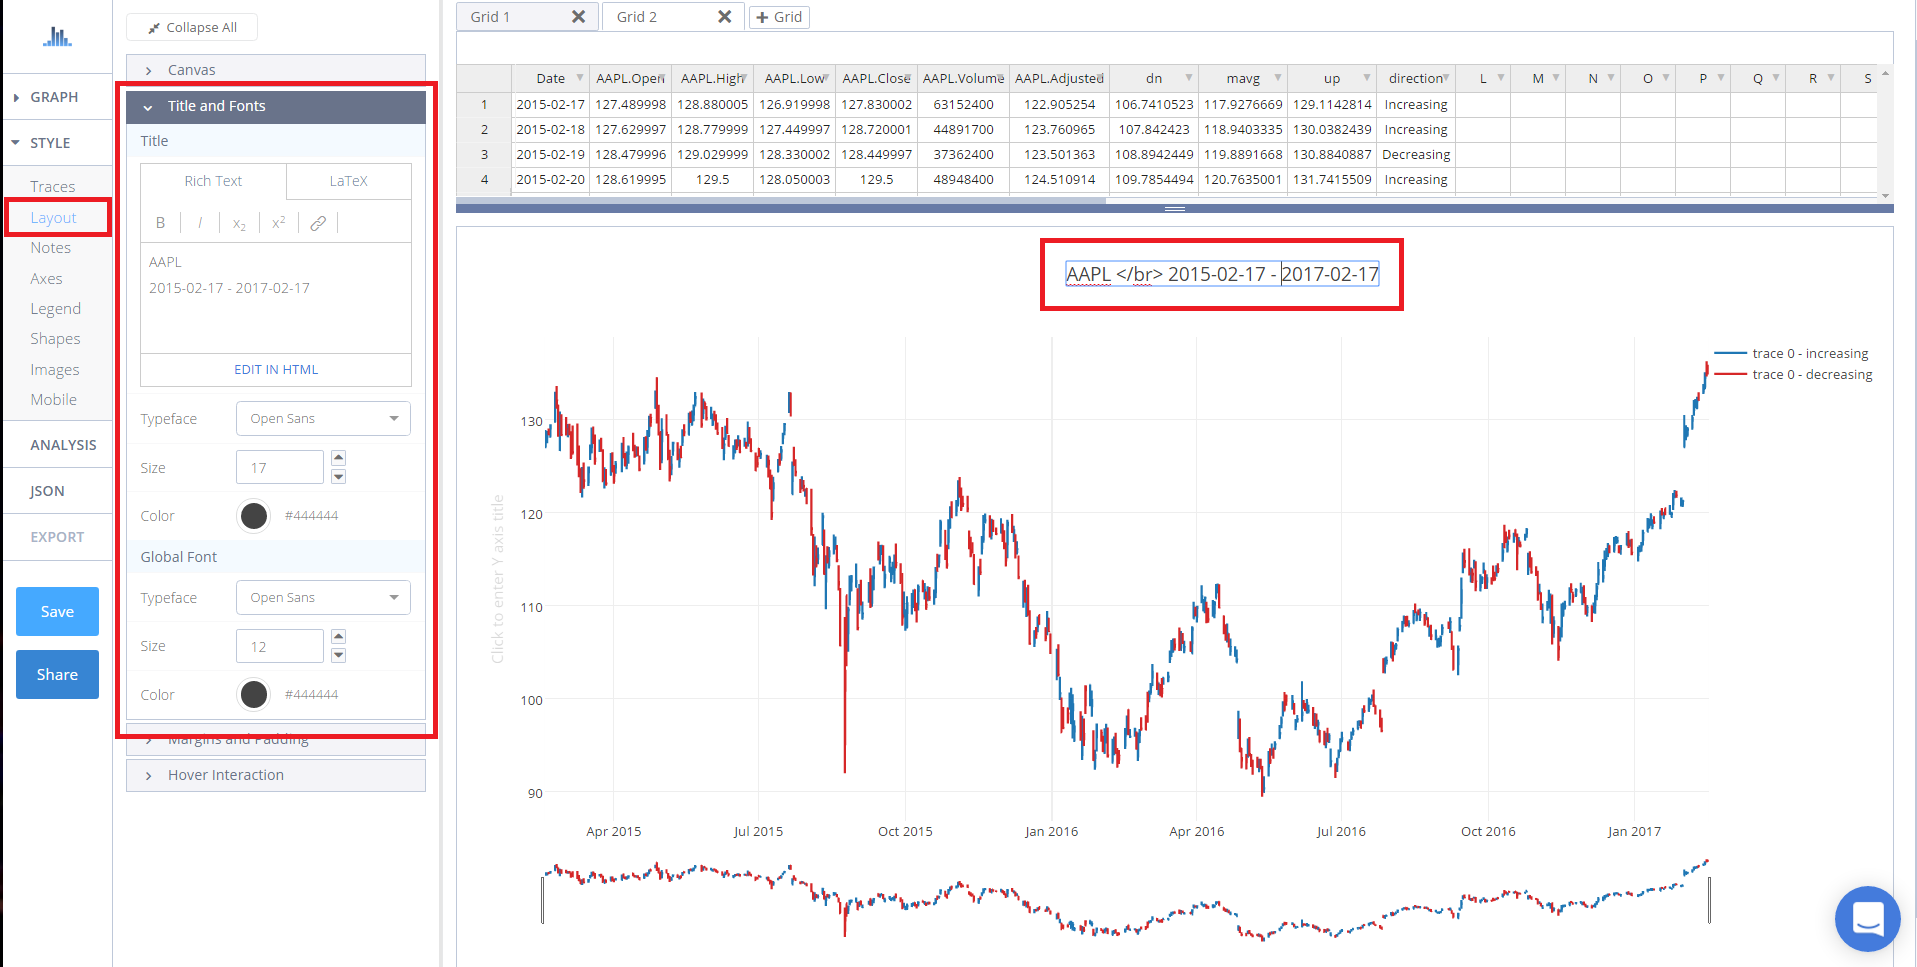 Collapse All
Canvas
Title and Fonts
Title
Rich Text LaTeX
B I x2 x2
AAPL
2015-02-17 - 2017-02-17
EDIT IN HTML
Typeface Open Sans
Size 17
Color #444444
Global Font
Typeface Open Sans
Size 12
Color #444444
Margins and Padding
Hover Interaction
GRAPH
STYLE
Traces
Layout
Notes
Axes
Legend
Shapes
Images
Mobile
ANALYSIS
JSON
EXPORT
Save
Share
Grid 1 Grid 2 + Grid
Date AAPL.Open AAPL.High AAPL.Low AAPL.Close AAPL.Volume AAPL.Adjusted dn mavg up direction L M N O P Q R S
1 2015-02-17 127.489998 128.880005 126.919998 127.830002 63152400 122.905254 106.7410523 117.9276669 129.1142814 Increasing
2 2015-02-18 127.629997 128.779999 127.449997 128.720001 44891700 123.760965 107.842423 118.9403335 130.0382439 Increasing
3 2015-02-19 128.479996 129.029999 128.330002 128.449997 37362400 123.501363 108.8942449 119.8891668 130.8840887 Decreasing
4 2015-02-20 128.619995 129.5 128.050003 129.5 48948400 124.510914 109.7854494 120.7635001 131.7415509 Increasing
AAPL </br> 2015-02-17 - 2017-02-17
trace 0 - increasing
trace 0 - decreasing
Click to enter Y axis title
130
120
110
100
90
Apr 2015 Jul 2015 Oct 2015 Jan 2016 Apr 2016 Jul 2016 Oct 2016 Jan 2017